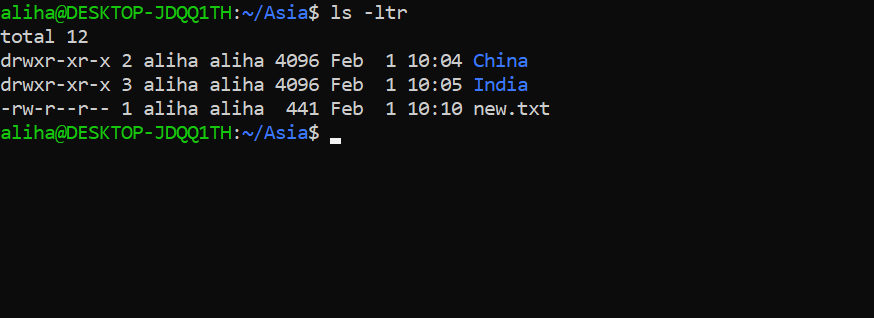 aliha@DESKTOP-JDQQ1TH:~/Asia$ ls -ltr
total 12
drwxr-xr-x 2 aliha aliha 4096 Feb  1 10:04 China
drwxr-xr-x 3 aliha aliha 4096 Feb  1 10:05 India
-rw-r--r-- 1 aliha aliha  441 Feb  1 10:10 new.txt
aliha@DESKTOP-JDQQ1TH:~/Asia$